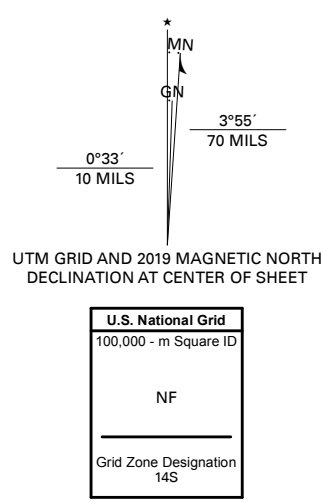 ★
MN
GN
3°55´
70 MILS
0°33´
10 MILS
UTM GRID AND 2019 MAGNETIC NORTH
DECLINATION AT CENTER OF SHEET
U.S. National Grid
100,000 - m Square ID
NF
Grid Zone Designation
14S